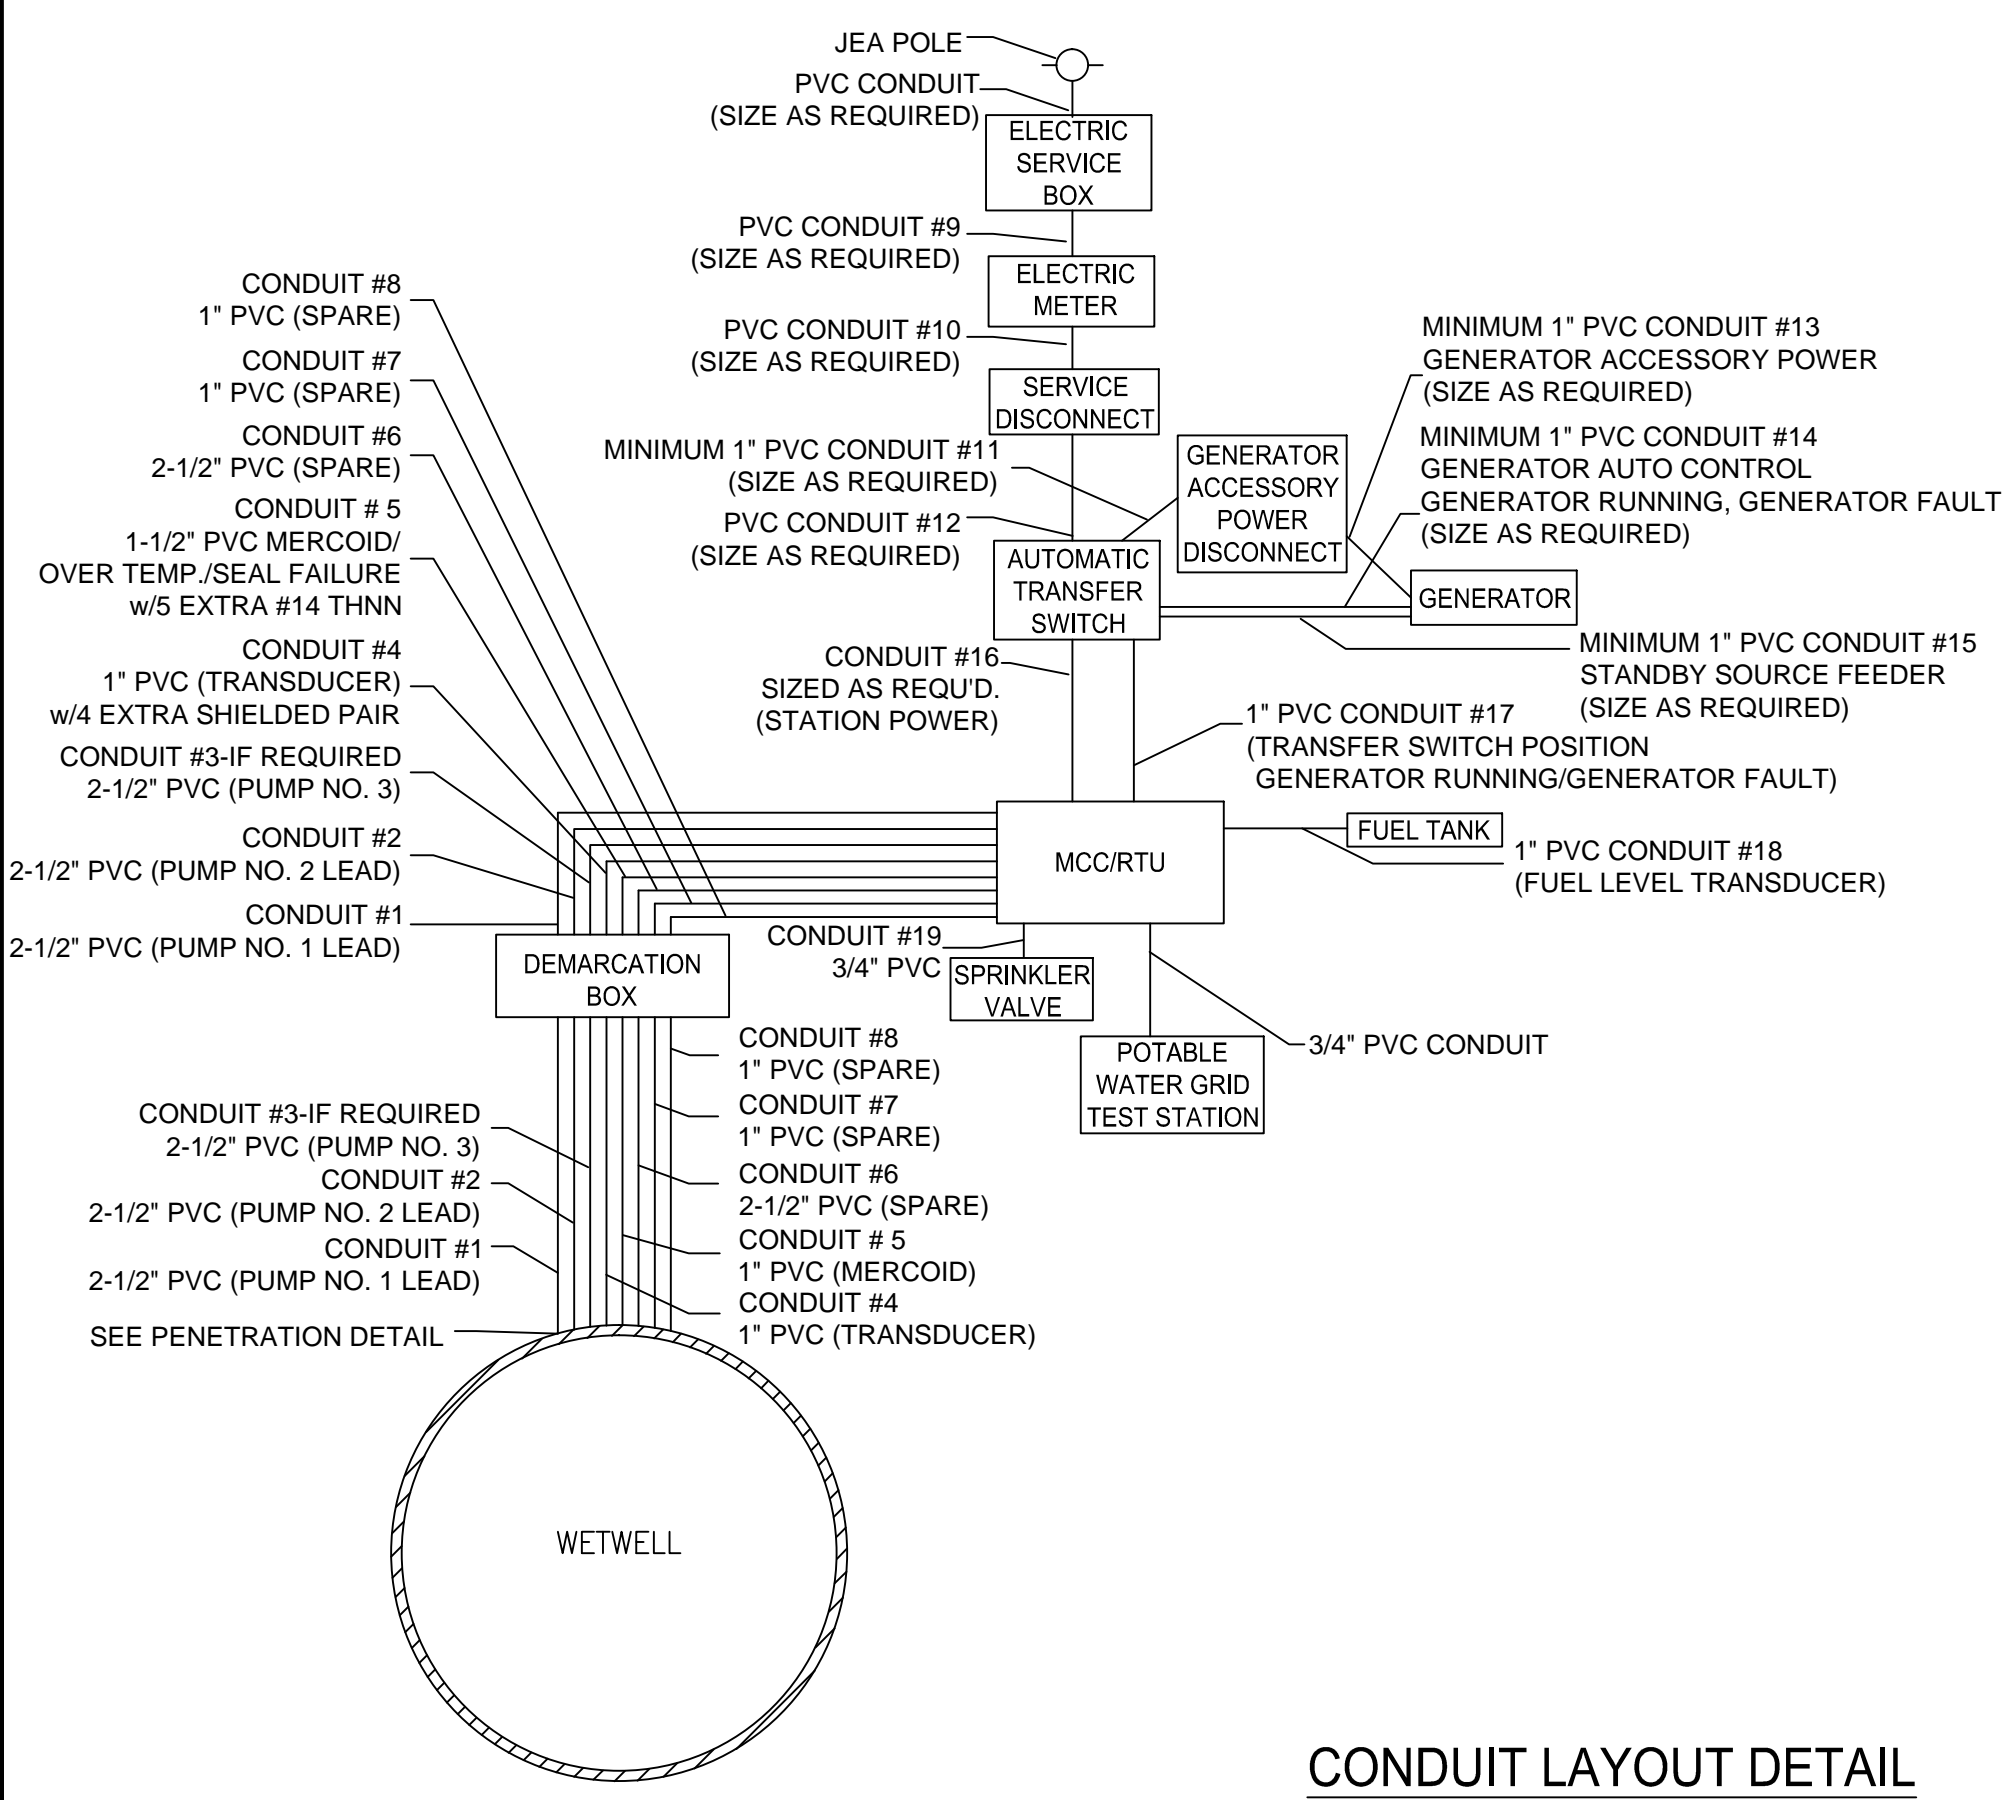 JEA POLE
PVC CONDUIT
(SIZE AS REQUIRED)
ELECTRIC
SERVICE
BOX
PVC CONDUIT #9
(SIZE AS REQUIRED)
ELECTRIC
METER
PVC CONDUIT #10
(SIZE AS REQUIRED)
SERVICE
DISCONNECT
MINIMUM 1" PVC CONDUIT #11
(SIZE AS REQUIRED)
PVC CONDUIT #12
(SIZE AS REQUIRED)
GENERATOR
ACCESSORY
POWER
DISCONNECT
MINIMUM 1" PVC CONDUIT #13
GENERATOR ACCESSORY POWER
(SIZE AS REQUIRED)
MINIMUM 1" PVC CONDUIT #14
GENERATOR AUTO CONTROL
GENERATOR RUNNING, GENERATOR FAULT
(SIZE AS REQUIRED)
AUTOMATIC
TRANSFER
SWITCH
GENERATOR
MINIMUM 1" PVC CONDUIT #15
STANDBY SOURCE FEEDER
(SIZE AS REQUIRED)
CONDUIT #16
SIZED AS REQU'D.
(STATION POWER)
1" PVC CONDUIT #17
(TRANSFER SWITCH POSITION
GENERATOR RUNNING/GENERATOR FAULT)
CONDUIT #8
1" PVC (SPARE)
CONDUIT #7
1" PVC (SPARE)
CONDUIT #6
2-1/2" PVC (SPARE)
CONDUIT # 5
1-1/2" PVC MERCOID/
OVER TEMP./SEAL FAILURE
w/5 EXTRA #14 THNN
CONDUIT #4
1" PVC (TRANSDUCER)
w/4 EXTRA SHIELDED PAIR
CONDUIT #3-IF REQUIRED
2-1/2" PVC (PUMP NO. 3)
CONDUIT #2
2-1/2" PVC (PUMP NO. 2 LEAD)
CONDUIT #1
2-1/2" PVC (PUMP NO. 1 LEAD)
MCC/RTU
FUEL TANK
1" PVC CONDUIT #18
(FUEL LEVEL TRANSDUCER)
DEMARCATION
BOX
CONDUIT #19
3/4" PVC
SPRINKLER
VALVE
POTABLE
WATER GRID
TEST STATION
3/4" PVC CONDUIT
CONDUIT #8
1" PVC (SPARE)
CONDUIT #7
1" PVC (SPARE)
CONDUIT #6
2-1/2" PVC (SPARE)
CONDUIT # 5
1" PVC (MERCOID)
CONDUIT #4
1" PVC (TRANSDUCER)
CONDUIT #3-IF REQUIRED
2-1/2" PVC (PUMP NO. 3)
CONDUIT #2
2-1/2" PVC (PUMP NO. 2 LEAD)
CONDUIT #1
2-1/2" PVC (PUMP NO. 1 LEAD)
SEE PENETRATION DETAIL
WETWELL
CONDUIT LAYOUT DETAIL